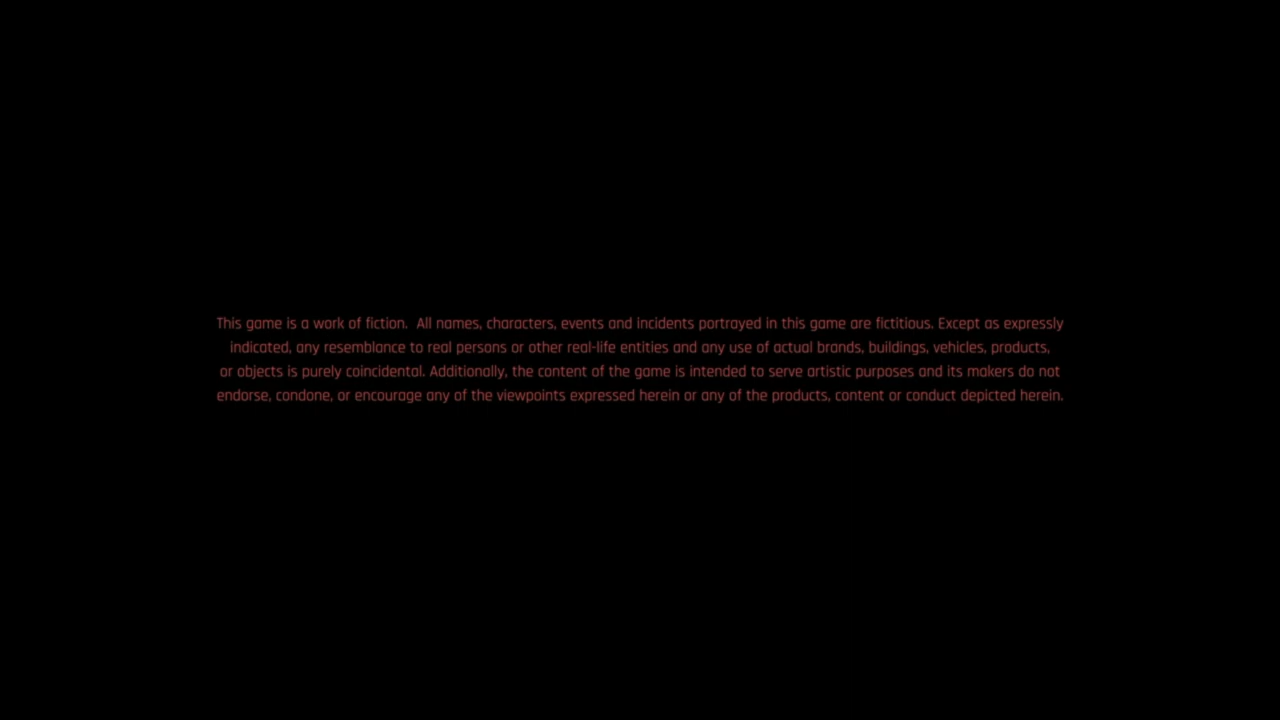 This game is a work of fiction.  All names, characters, events and incidents portrayed in this game are fictitious. Except as expressly
indicated, any resemblance to real persons or other real-life entities and any use of actual brands, buildings, vehicles, products,
or objects is purely coincidental. Additionally, the content of the game is intended to serve artistic purposes and its makers do not
endorse, condone, or encourage any of the viewpoints expressed herein or any of the products, content or conduct depicted herein.